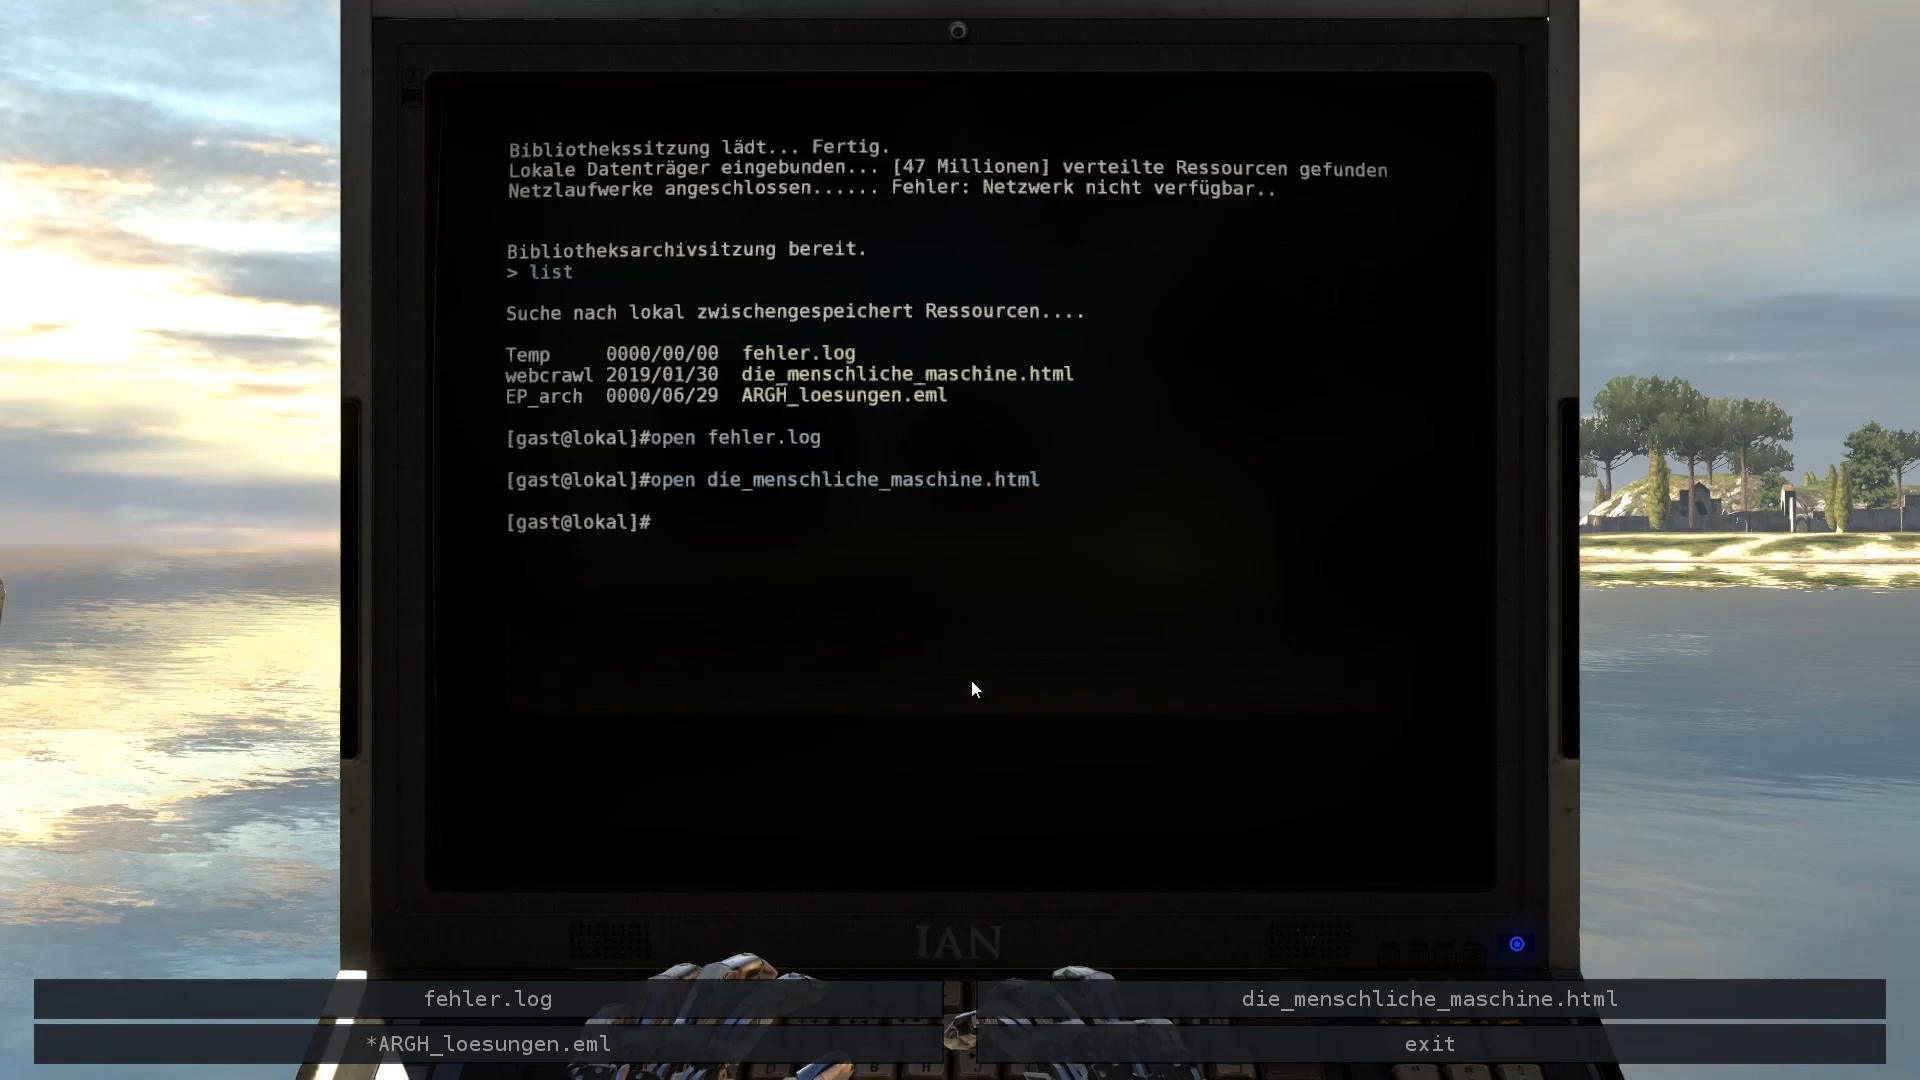 Bibliothekssitzung lädt... Fertig.
Lokale Datenträger eingebunden... [47 Millionen] verteilte Ressourcen gefunden
Netzlaufwerke angeschlossen...... Fehler: Netzwerk nicht verfügbar..
Bibliotheksarchivsitzung bereit.
> list
Suche nach lokal zwischengespeichert Ressourcen....
Temp 0000/00/00 fehler.log
webcrawl 2019/01/30 die_menschliche_maschine.html
EP_arch 0000/06/29 ARGH_loesungen.eml
[gast@lokal]#open fehler.log
[gast@lokal]#open die_menschliche_maschine.html
[gast@lokal]#
IAN
fehler.log
die_menschliche_maschine.html
*ARGH_loesungen.eml
exit